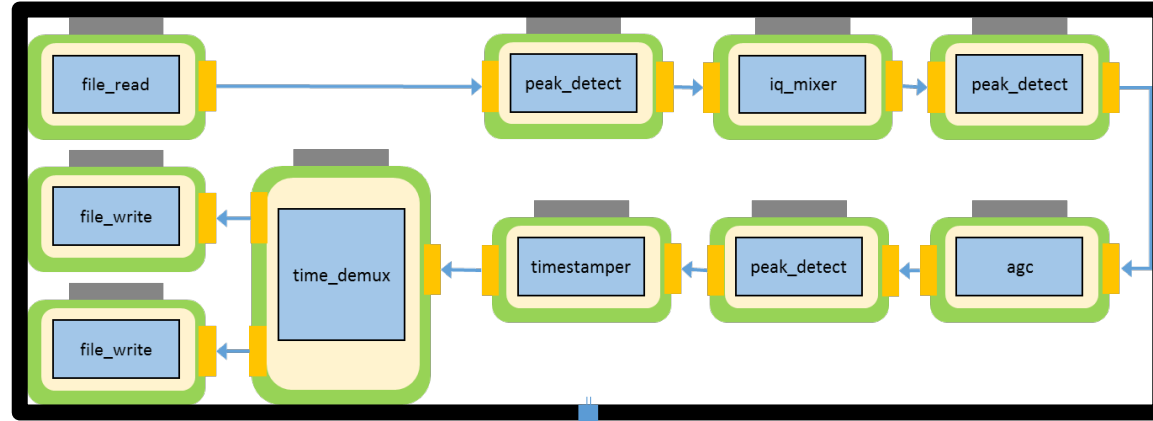 file_read
peak_detect
iq_mixer
peak_detect
file_write
time_demux
timestamper
peak_detect
agc
file_write